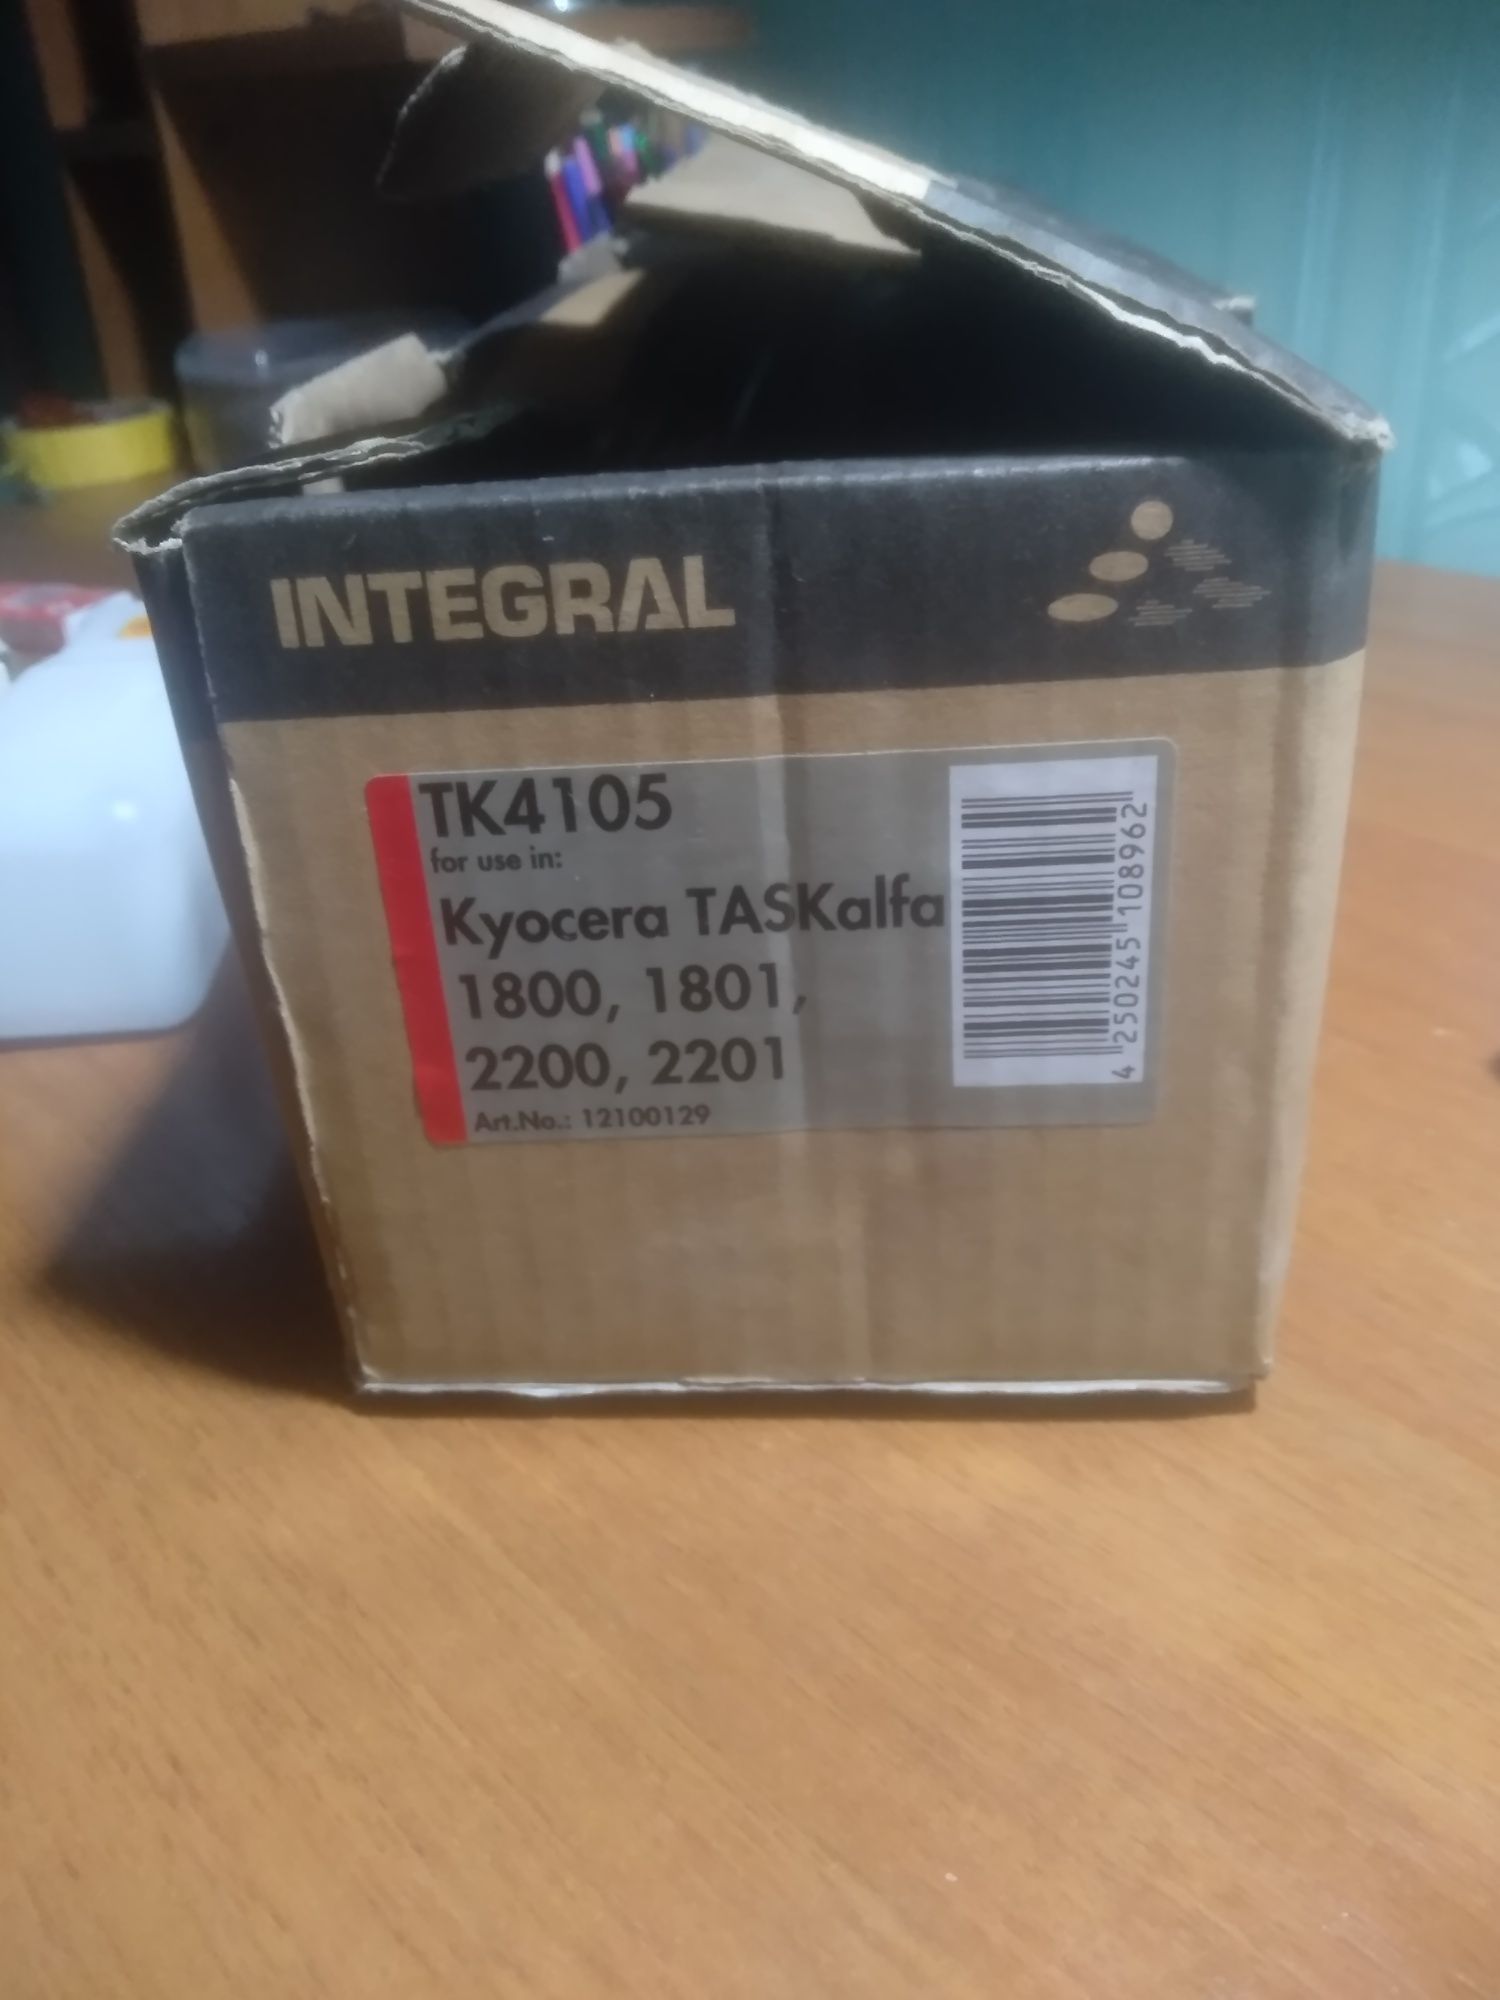 INTEGRAL
TK4105
for use in:
Kyocera TASKalfa
1800, 1801,
2200, 2201
Art.No.: 12100129
4 250245 108962